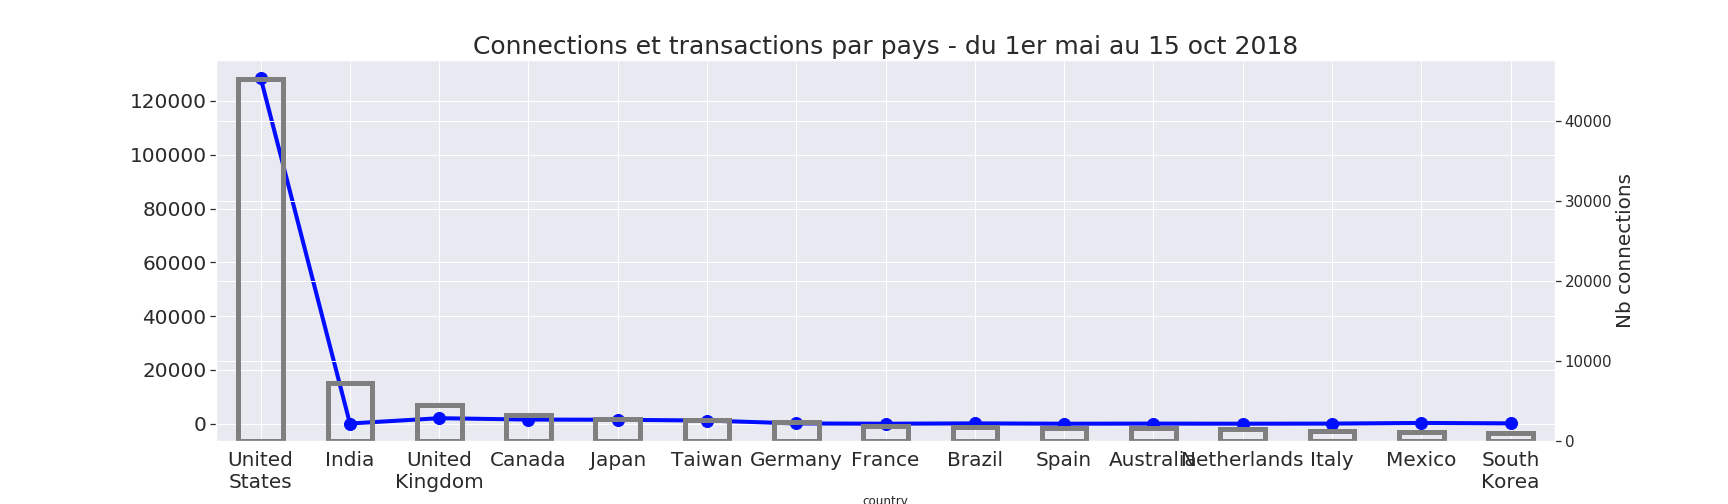 Connections et transactions par pays - du 1er mai au 15 oct 2018
120000
100000
80000
60000
40000
20000
0
40000
30000
20000
10000
0
Nb connections
United States
India
United Kingdom
Canada
Japan
Taiwan
Germany
France
Brazil
Spain
Australia
Netherlands
Italy
Mexico
South Korea
country